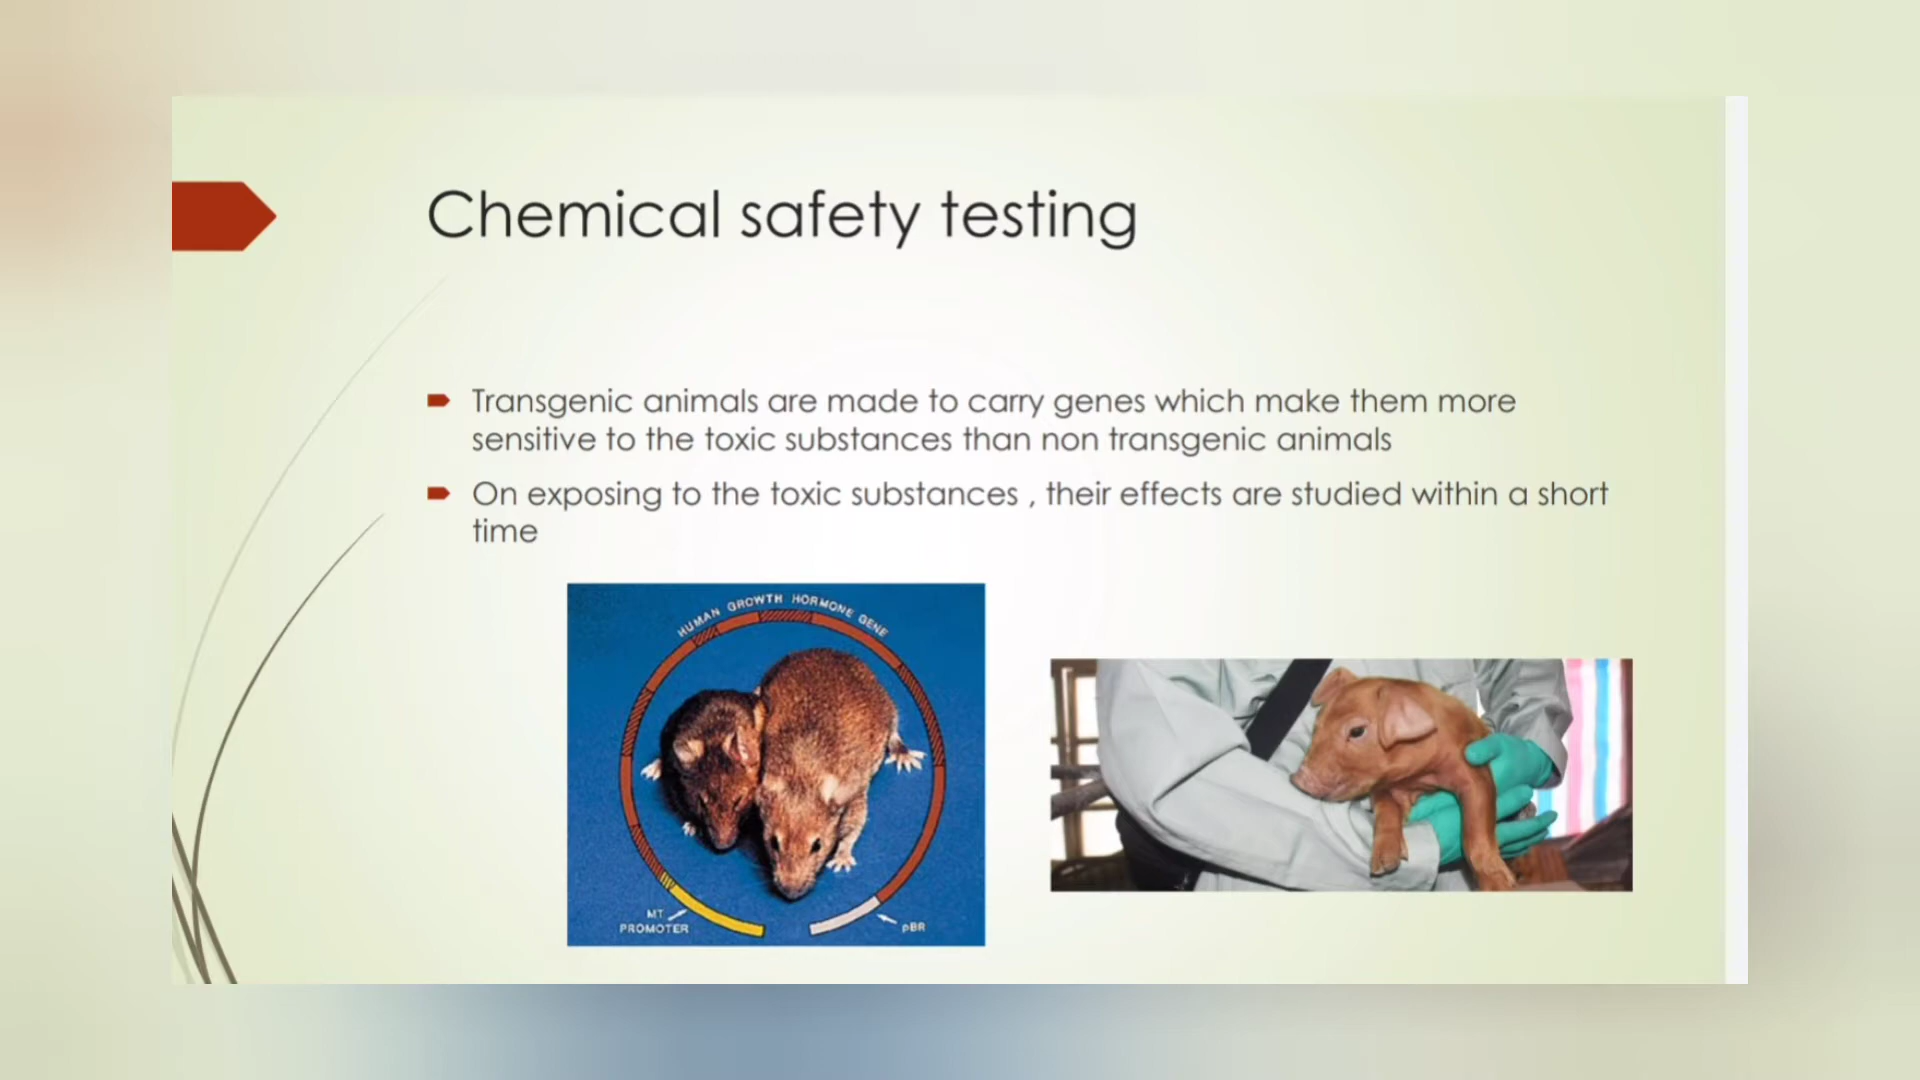 Chemical safety testing
Transgenic animals are made to carry genes which make them more
sensitive to the toxic substances than non transgenic animals
On exposing to the toxic substances , their effects are studied within a short
time
HUMAN GROWTH HORMONE GENE
MT
PROMOTER
pBR